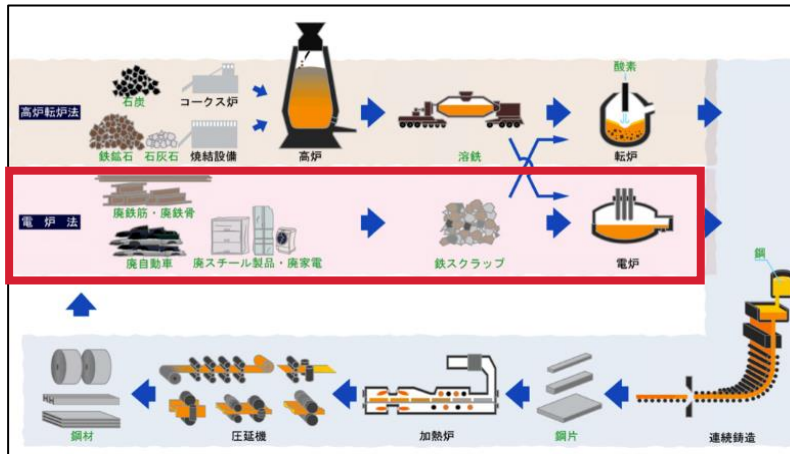 酸素
石炭
コークス炉
高炉転炉法
鉄鉱石
石灰石
焼結設備
高炉
溶銑
転炉
廃鉄筋・廃鉄骨
電炉法
廃自動車
廃スチール製品・廃家電
鉄スクラップ
電炉
鋼
鋼材
圧延機
加熱炉
鋼片
連続鋳造